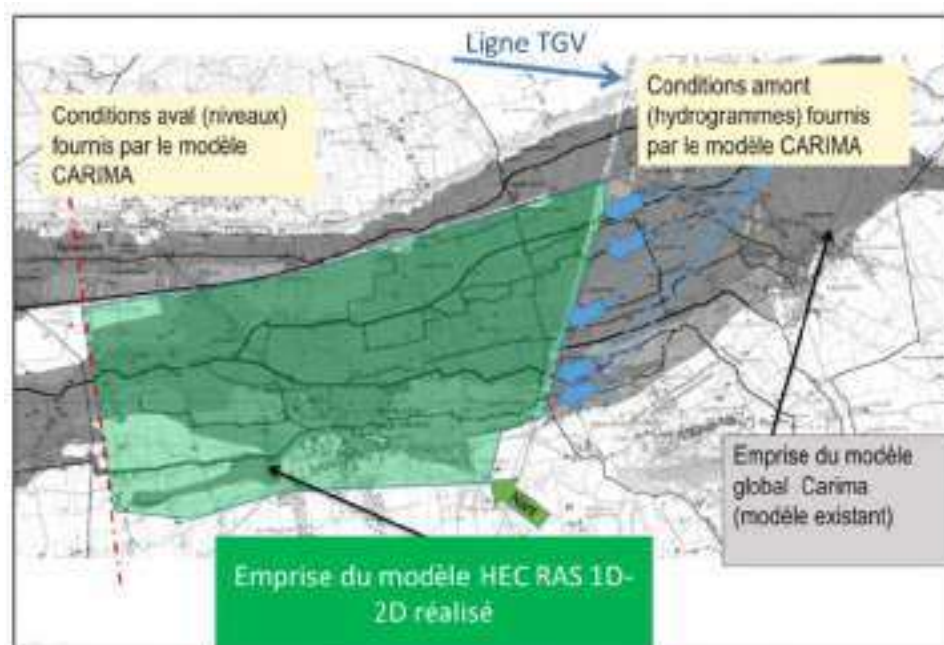 Ligne TGV
Conditions aval (niveaux)
fournis par le modèle
CARIMA
Conditions amont
(hydrogrammes) fournis
par le modèle CARIMA
Emprise du modèle
global Carima
(modèle existant)
Emprise du modèle HEC RAS 1D-
2D réalisé